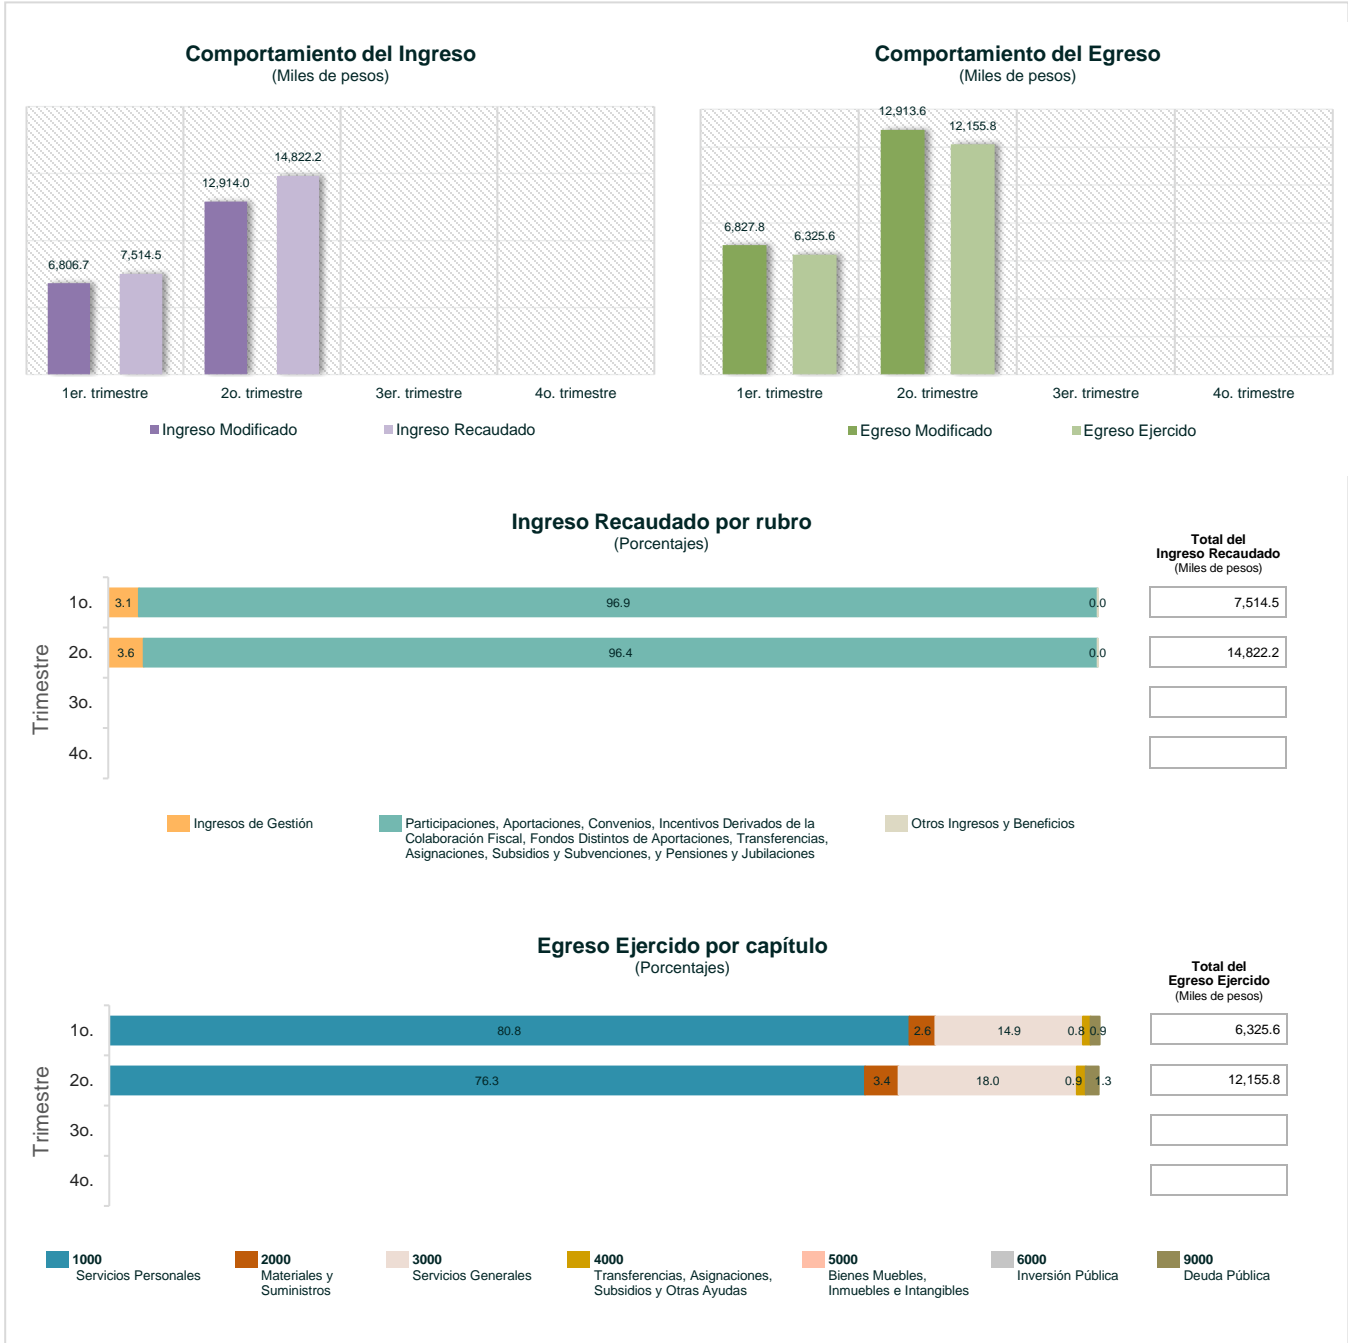 Comportamiento del Ingreso
(Miles de pesos)
6,806.7
7,514.5
12,914.0
14,822.2
1er. trimestre
2o. trimestre
3er. trimestre
4o. trimestre
Ingreso Modificado
Ingreso Recaudado
Comportamiento del Egreso
(Miles de pesos)
6,827.8
6,325.6
12,913.6
12,155.8
1er. trimestre
2o. trimestre
3er. trimestre
4o. trimestre
Egreso Modificado
Egreso Ejercido
Ingreso Recaudado por rubro
(Porcentajes)
Total del
Ingreso Recaudado
(Miles de pesos)
Trimestre
1o.
3.1
96.9
0.0
7,514.5
2o.
3.6
96.4
0.0
14,822.2
3o.
4o.
Ingresos de Gestión
Participaciones, Aportaciones, Convenios, Incentivos Derivados de la
Colaboración Fiscal, Fondos Distintos de Aportaciones, Transferencias,
Asignaciones, Subsidios y Subvenciones, y Pensiones y Jubilaciones
Otros Ingresos y Beneficios
Egreso Ejercido por capítulo
(Porcentajes)
Total del
Egreso Ejercido
(Miles de pesos)
Trimestre
1o.
80.8
2.6
14.9
0.8
0.9
6,325.6
2o.
76.3
3.4
18.0
0.9
1.3
12,155.8
3o.
4o.
1000
Servicios Personales
2000
Materiales y
Suministros
3000
Servicios Generales
4000
Transferencias, Asignaciones,
Subsidios y Otras Ayudas
5000
Bienes Muebles,
Inmuebles e Intangibles
6000
Inversión Pública
9000
Deuda Pública